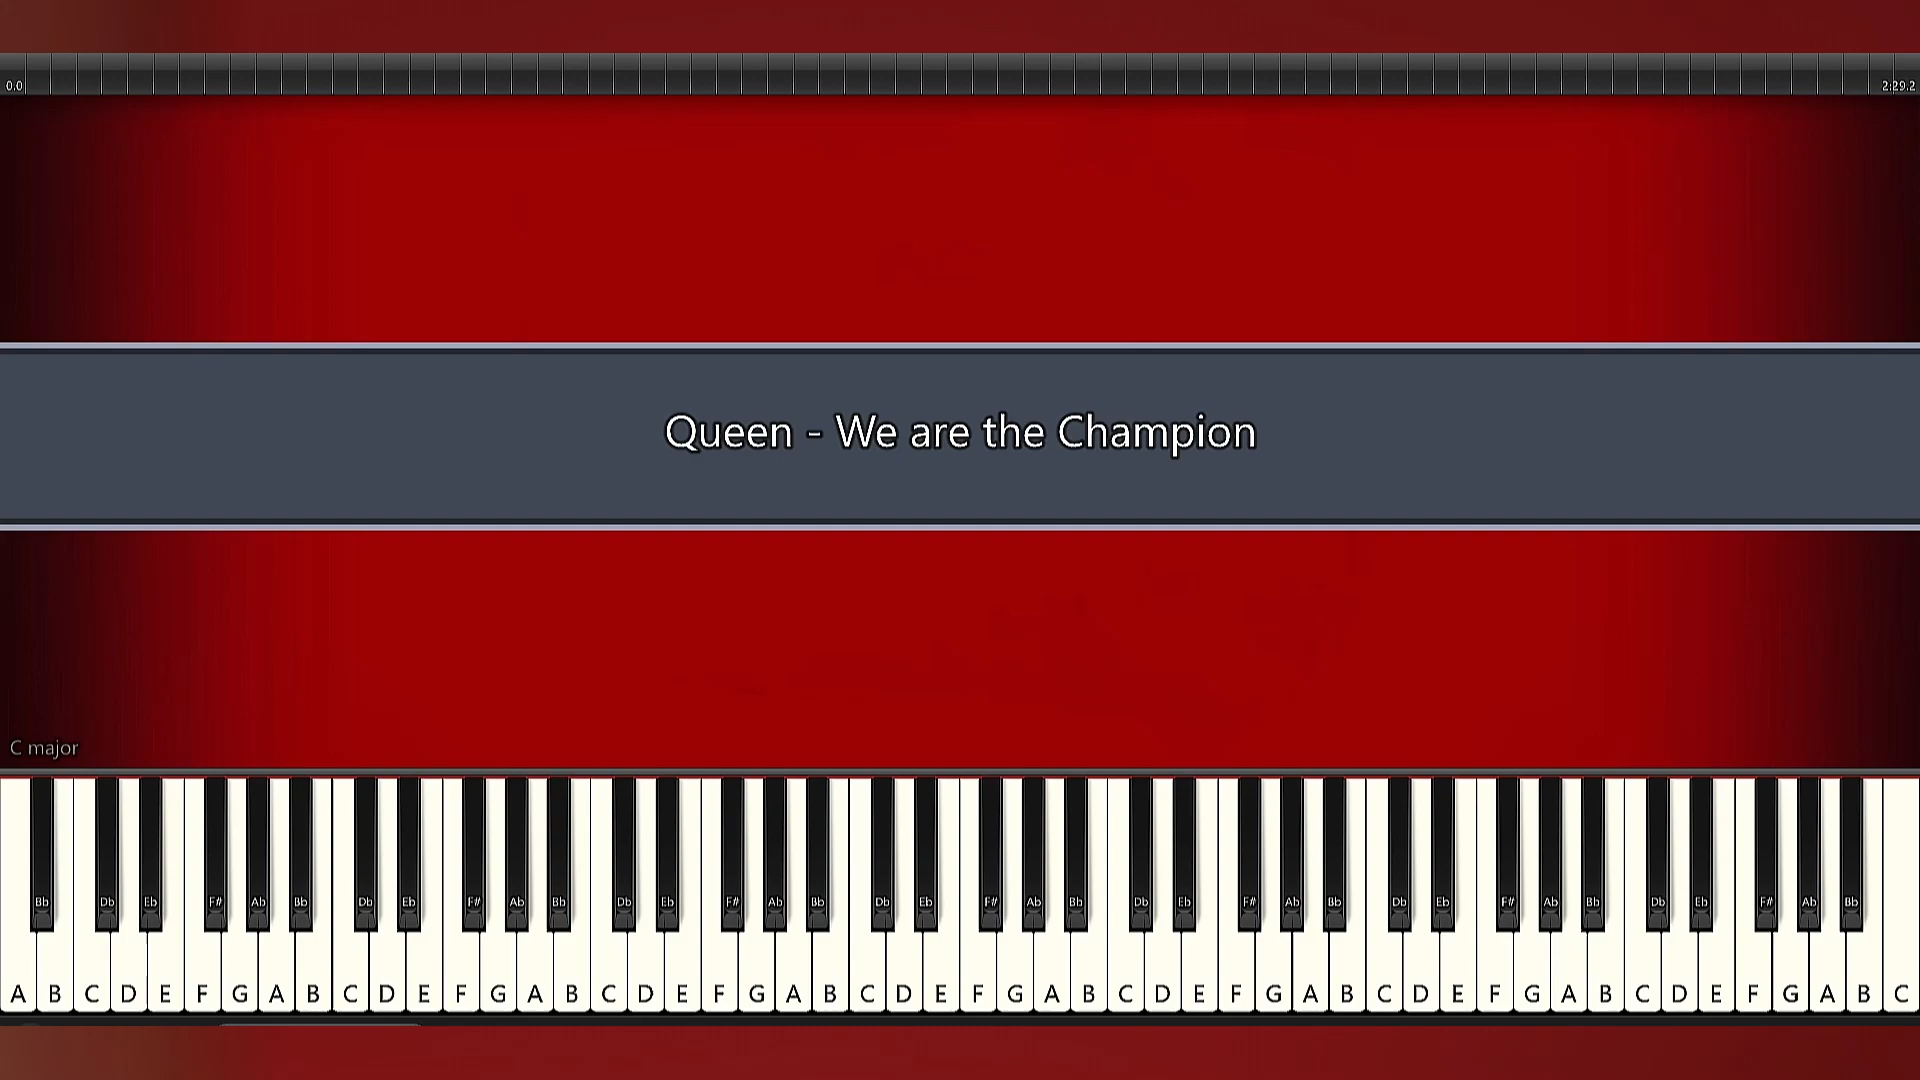 0.0 2:29.2
Queen - We are the Champion
C major
Bb Db Eb F# Ab Bb Db Eb F# Ab Bb Db Eb F# Ab Bb Db Eb F# Ab Bb Db Eb F# Ab Bb Db Eb F# Ab Bb Db Eb F# Ab Bb
A B C D E F G A B C D E F G A B C D E F G A B C D E F G A B C D E F G A B C D E F G A B C D E F G A B C